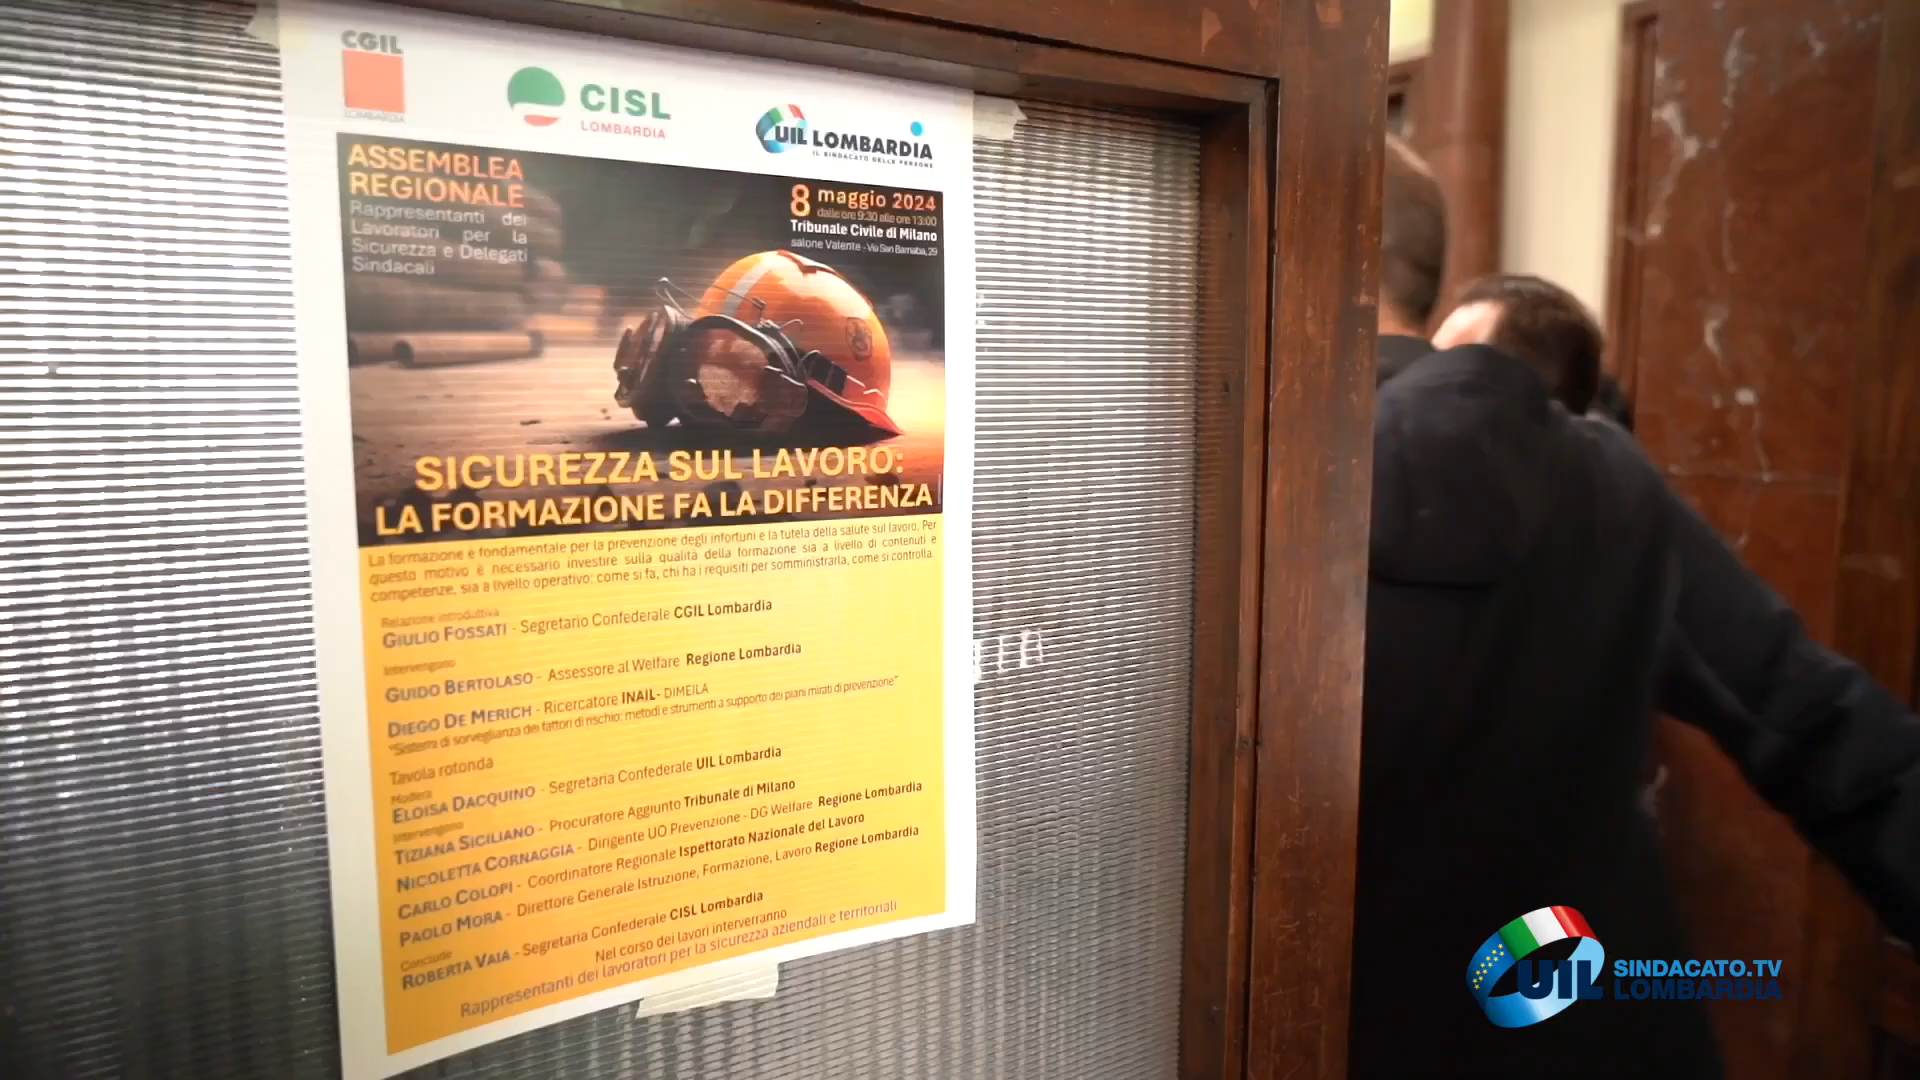 CGIL
LOMBARDIA
CISL
LOMBARDIA
UIL LOMBARDIA
IL SINDACATO DELLE PERSONE
ASSEMBLEA
REGIONALE
Rappresentanti dei
Lavoratori per la
Sicurezza e Delegati
Sindacali
8 maggio 2024
dalle ore 9:30 alle ore 13:00
Tribunale Civile di Milano
salone Valente - Via San Barnaba, 29
SICUREZZA SUL LAVORO:
LA FORMAZIONE FA LA DIFFERENZA
La formazione è fondamentale per la prevenzione degli infortuni e la tutela della salute sul lavoro. Per
questo motivo è necessario investire sulla qualità della formazione sia a livello di contenuti e
competenze, sia a livello operativo: come si fa, chi ha i requisiti per somministrarla, come si controlla.
Relazione introduttiva
GIULIO FOSSATI - Segretario Confederale CGIL Lombardia
Intervengono
GUIDO BERTOLASO - Assessore al Welfare Regione Lombardia
DIEGO DE MERICH - Ricercatore INAIL- DIMEILA
"Sistemi di sorveglianza dei fattori di rischio: metodi e strumenti a supporto dei piani mirati di prevenzione"
Tavola rotonda
Modera
ELOISA DACQUINO - Segretaria Confederale UIL Lombardia
Intervengono
TIZIANA SICILIANO - Procuratore Aggiunto Tribunale di Milano
NICOLETTA CORNAGGIA - Dirigente UO Prevenzione - DG Welfare Regione Lombardia
CARLO COLOPI - Coordinatore Regionale Ispettorato Nazionale del Lavoro
PAOLO MORA - Direttore Generale Istruzione, Formazione, Lavoro Regione Lombardia
Conclude
ROBERTA VAIA - Segretaria Confederale CISL Lombardia
Nel corso dei lavori interverranno
Rappresentanti dei lavoratori per la sicurezza aziendali e territoriali
UIL SINDACATO.TV
LOMBARDIA